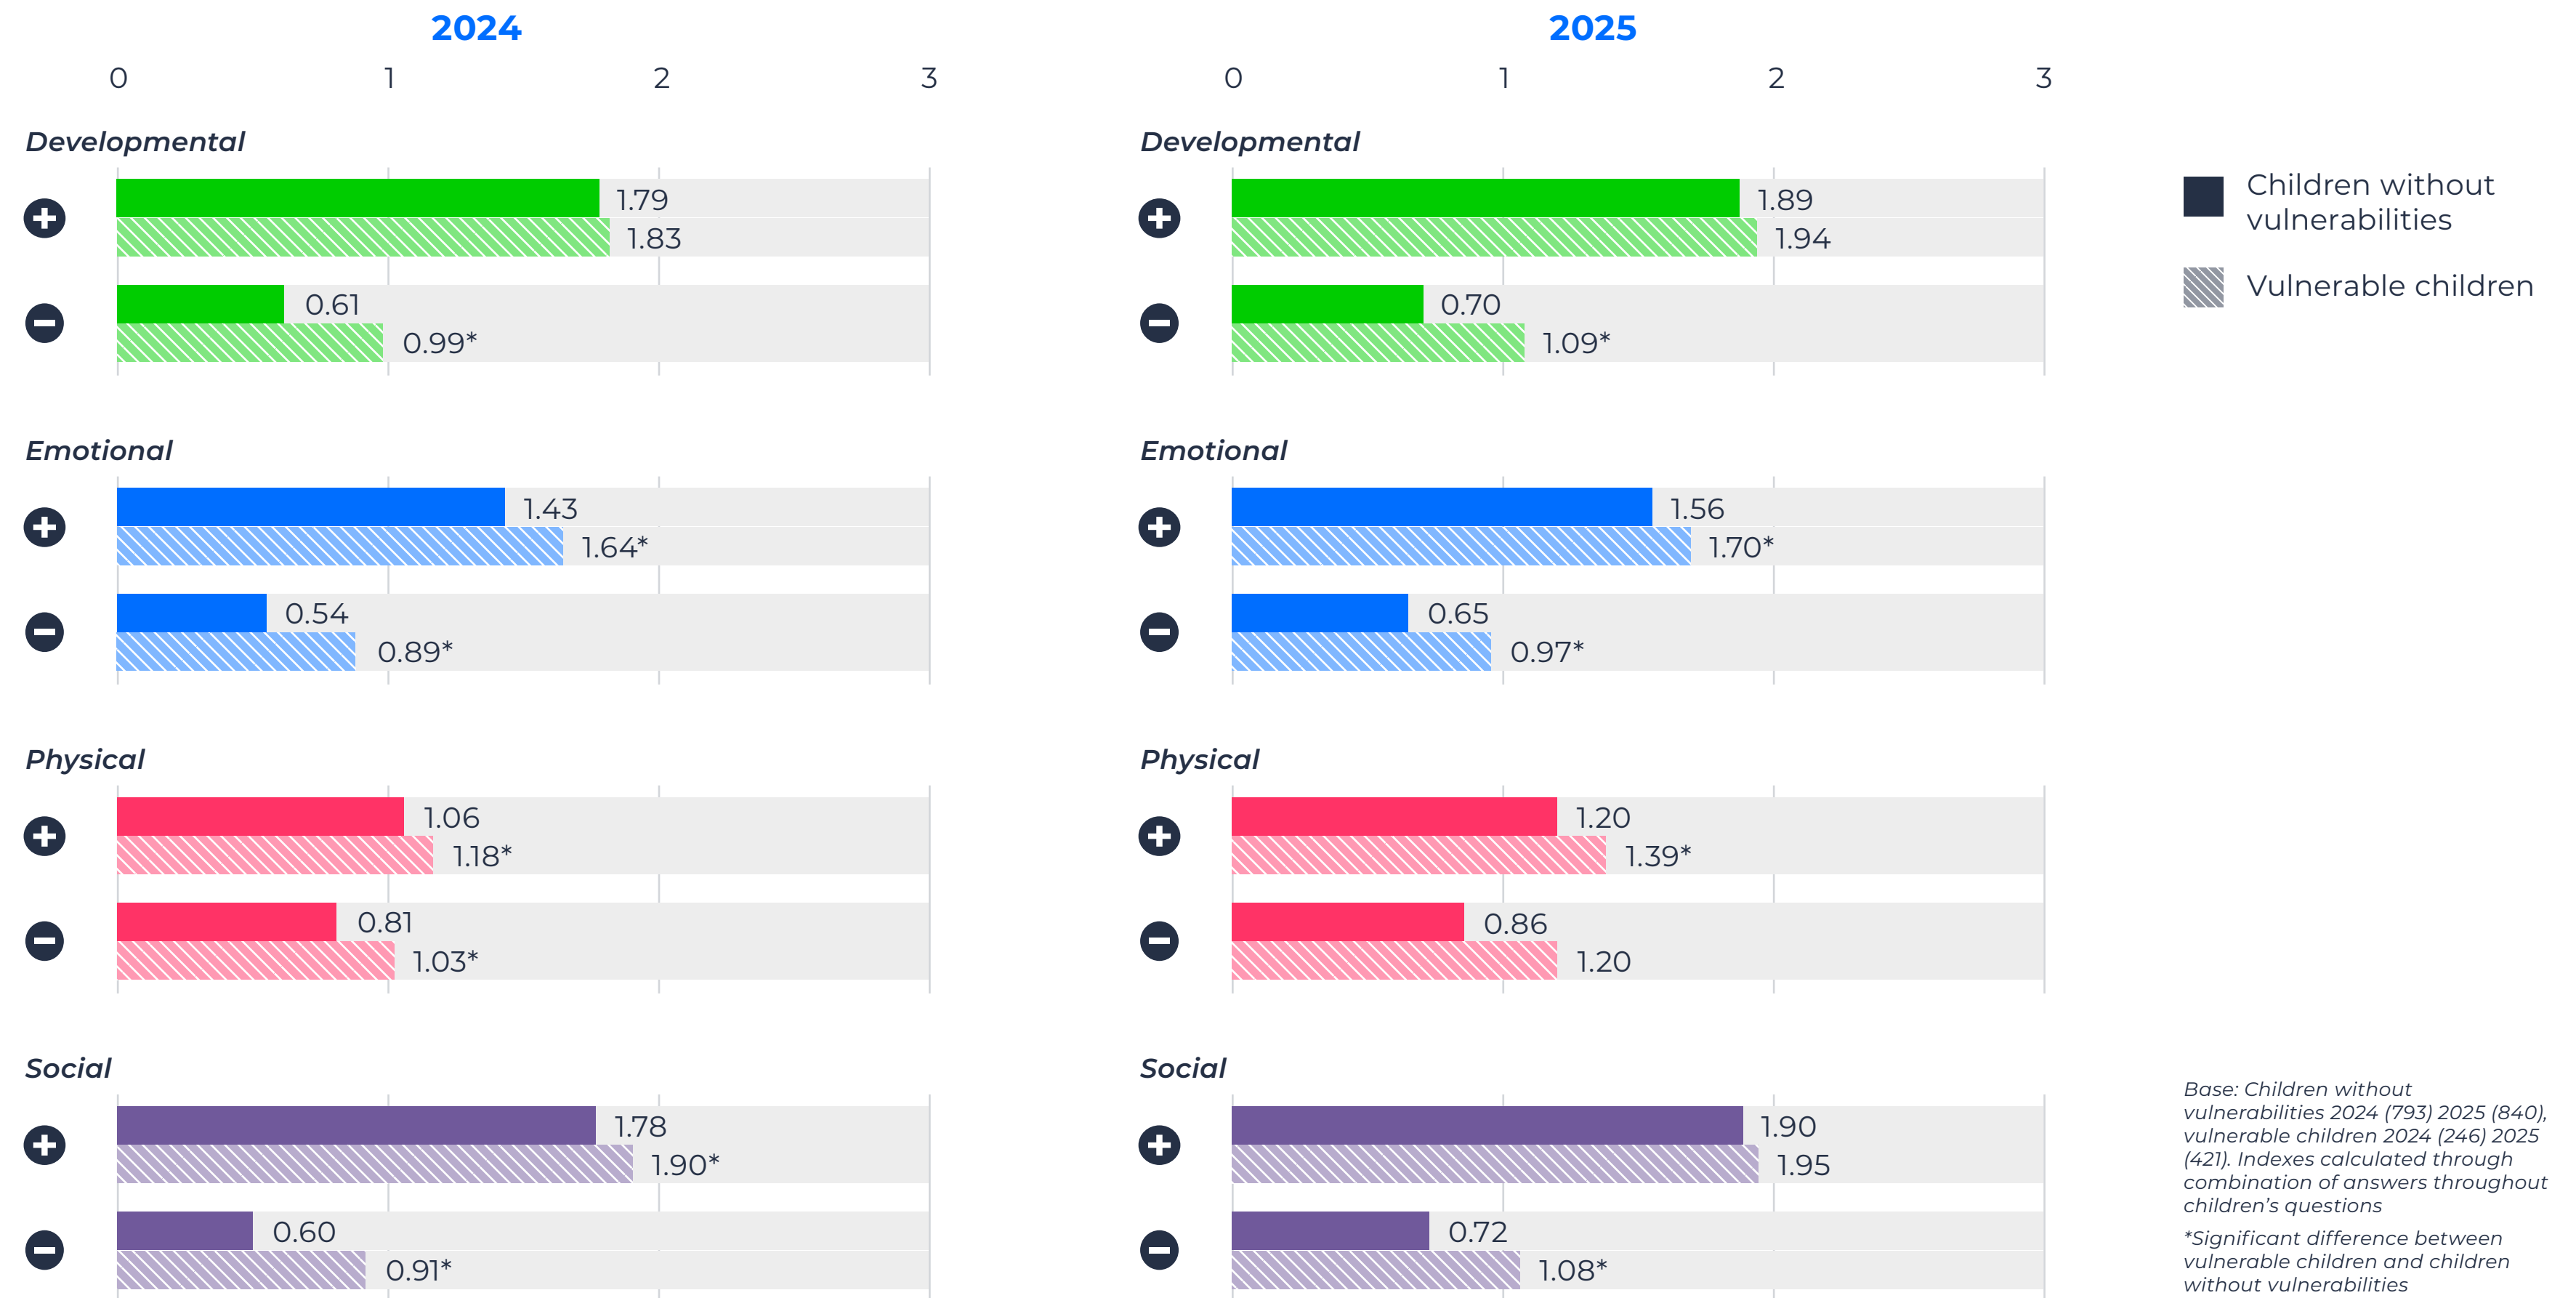 2024
0 1 2 3
Developmental
1.79
1.83
0.61
0.99*
Emotional
1.43
1.64*
0.54
0.89*
Physical
1.06
1.18*
0.81
1.03*
Social
1.78
1.90*
0.60
0.91*
2025
0 1 2 3
Developmental
1.89
1.94
0.70
1.09*
Emotional
1.56
1.70*
0.65
0.97*
Physical
1.20
1.39*
0.86
1.20
Social
1.90
1.95
0.72
1.08*
Children without
vulnerabilities
Vulnerable children
Base: Children without
vulnerabilities 2024 (793) 2025 (840),
vulnerable children 2024 (246) 2025
(421). Indexes calculated through
combination of answers throughout
children’s questions
*Significant difference between
vulnerable children and children
without vulnerabilities